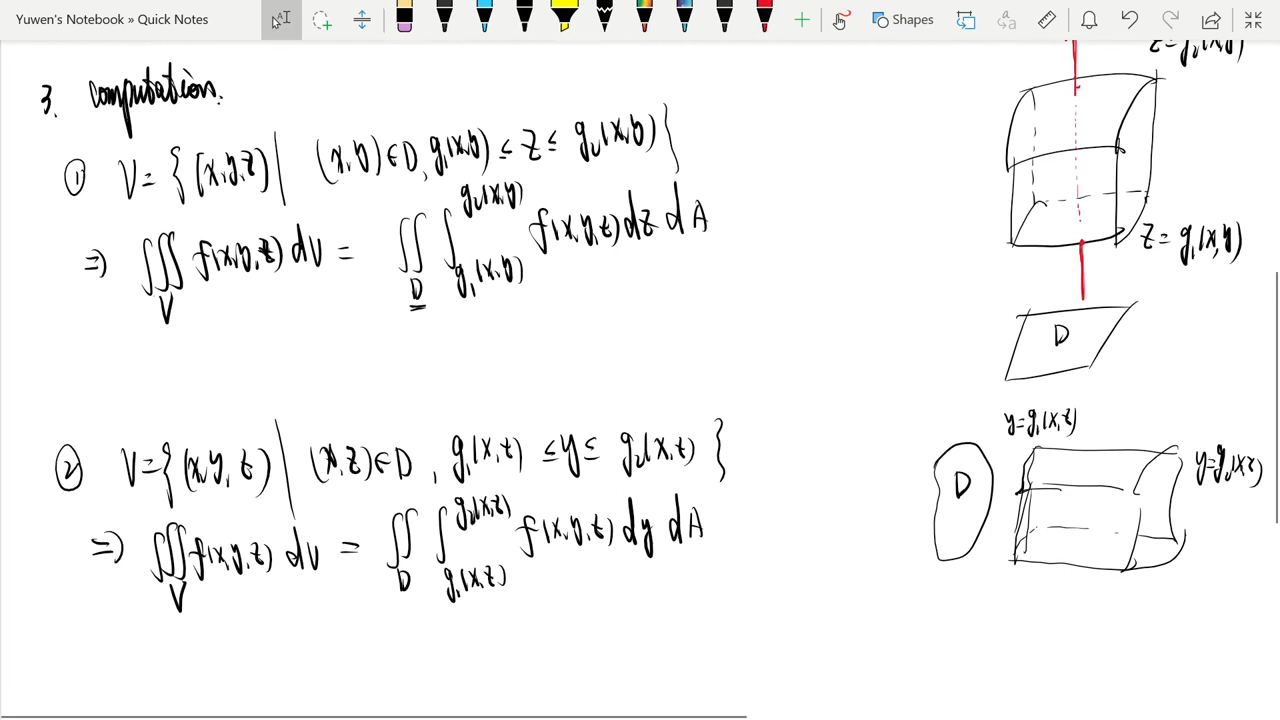 Yuwen's Notebook » Quick Notes
Shapes
3. computation.
① V = { (x,y,z) | (x,y) ∈ D, g₁(x,y) ≤ z ≤ g₂(x,y) }
⇒ ∭_V f(x,y,z) dV = ∬_D ∫_{g₁(x,y)}^{g₂(x,y)} f(x,y,z) dz dA
z = g₂(x,y)
z = g₁(x,y)
D
② V = { (x,y,z) | (x,z) ∈ D, g₁(x,z) ≤ y ≤ g₂(x,z) }
⇒ ∭_V f(x,y,z) dV = ∬_D ∫_{g₁(x,z)}^{g₂(x,z)} f(x,y,z) dy dA
y = g₁(x,z)
D
y = g₂(x,z)